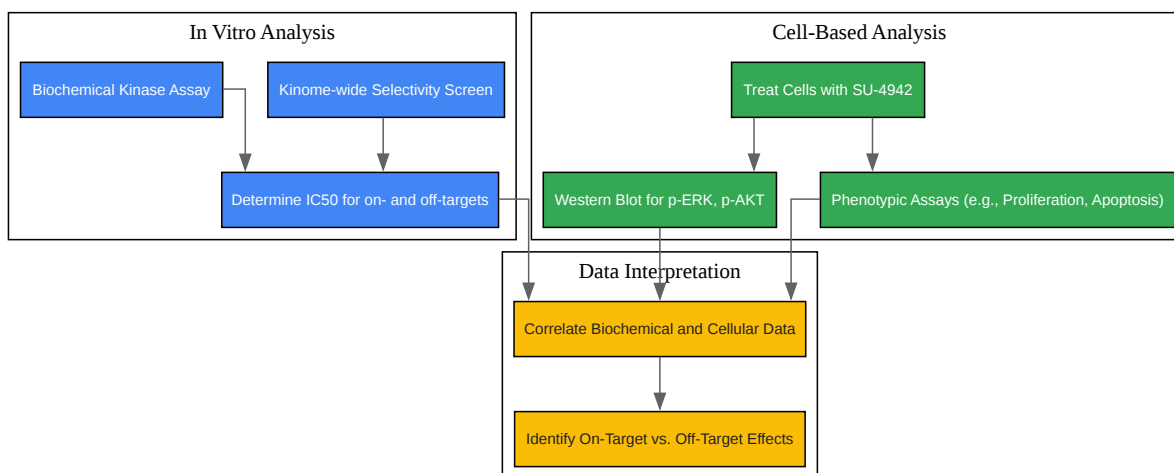 In Vitro Analysis
Cell-Based Analysis
Biochemical Kinase Assay
Kinome-wide Selectivity Screen
Treat Cells with SU-4942
Determine IC50 for on- and off-targets
Western Blot for p-ERK, p-AKT
Phenotypic Assays (e.g., Proliferation, Apoptosis)
Data Interpretation
Correlate Biochemical and Cellular Data
Identify On-Target vs. Off-Target Effects